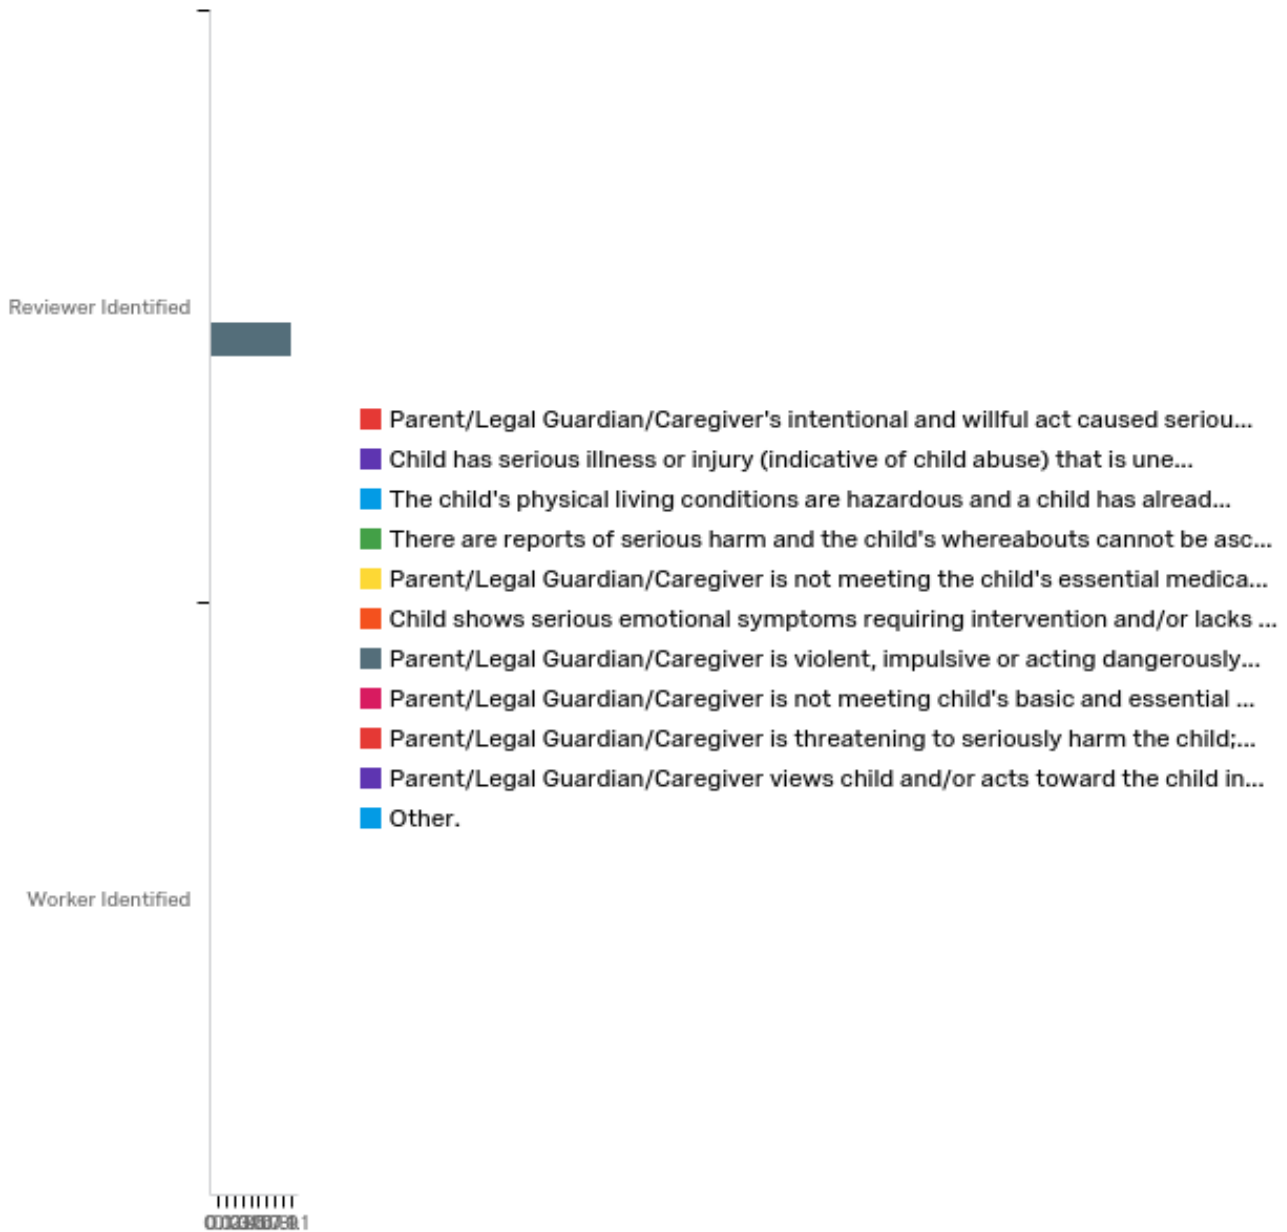 Reviewer Identified
Parent/Legal Guardian/Caregiver's intentional and willful act caused seriou...
Child has serious illness or injury (indicative of child abuse) that is une...
The child's physical living conditions are hazardous and a child has alread...
There are reports of serious harm and the child's whereabouts cannot be asc...
Parent/Legal Guardian/Caregiver is not meeting the child's essential medica...
Child shows serious emotional symptoms requiring intervention and/or lacks ...
Parent/Legal Guardian/Caregiver is violent, impulsive or acting dangerously...
Parent/Legal Guardian/Caregiver is not meeting child's basic and essential ...
Parent/Legal Guardian/Caregiver is threatening to seriously harm the child;...
Parent/Legal Guardian/Caregiver views child and/or acts toward the child in...
Other.
Worker Identified